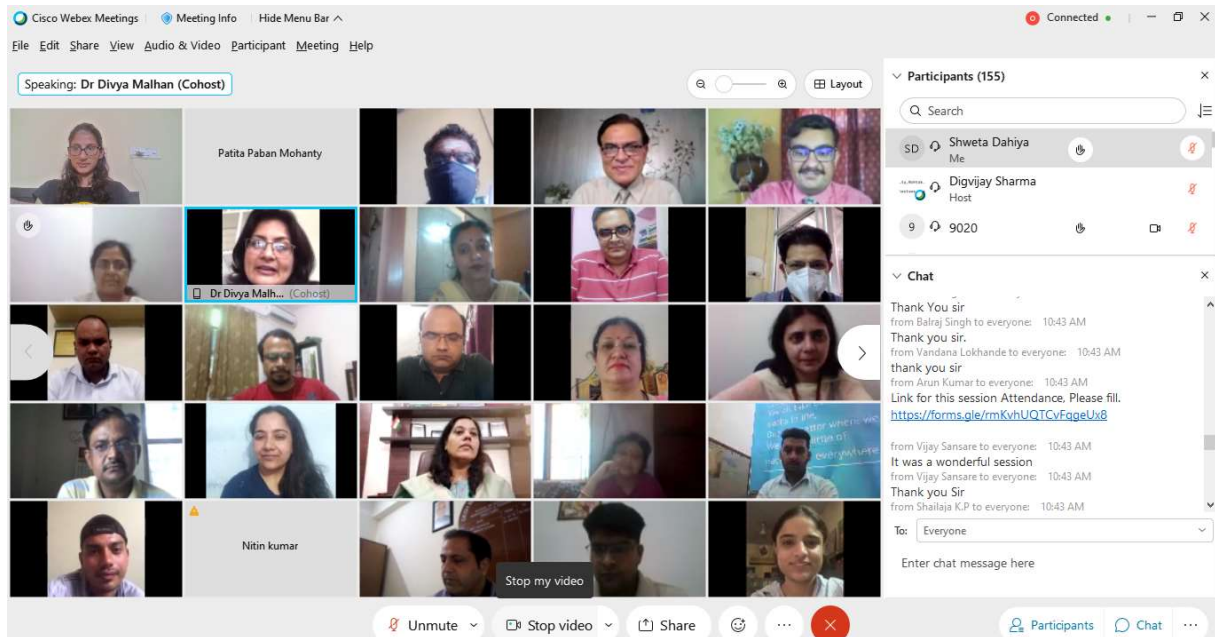 Cisco Webex Meetings Meeting Info Hide Menu Bar
Connected
File Edit Share View Audio & Video Participant Meeting Help
Speaking: Dr Divya Malhan (Cohost)
Layout
Patita Paban Mohanty
Dr Divya Malh... (Cohost)
everywhere
Nitin kumar
Stop my video
Unmute
Stop video
Share
Participants (155)
Search
SD Shweta Dahiya
Me
Digvijay Sharma
Host
9 9020
Chat
Thank You sir
from Balraj Singh to everyone: 10:43 AM
Thank you sir.
from Vandana Lokhande to everyone: 10:43 AM
thank you sir
from Arun Kumar to everyone: 10:43 AM
Link for this session Attendance, Please fill.
https://forms.gle/rmKvhUQTCvFqgeUx8
from Vijay Sansare to everyone: 10:43 AM
It was a wonderful session
from Vijay Sansare to everyone: 10:43 AM
Thank you Sir
from Shailaja K.P to everyone: 10:43 AM
To: Everyone
Enter chat message here
Participants Chat